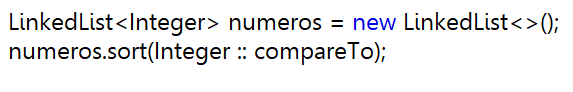 LinkedList<Integer> numeros = new LinkedList<>();
numeros.sort(Integer :: compareTo);